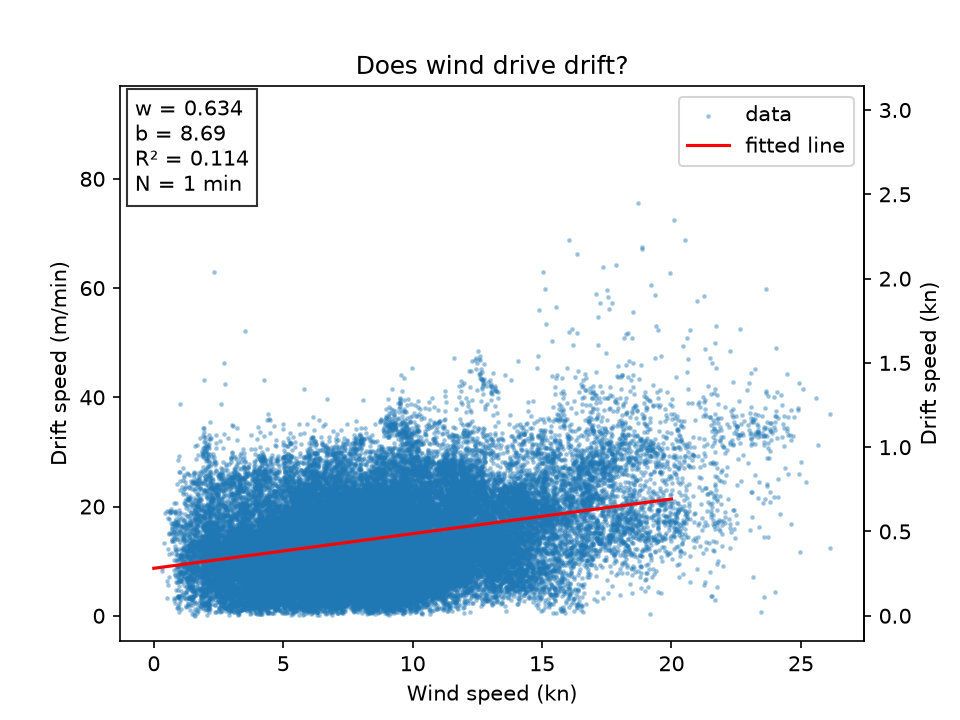 Does wind drive drift?
w = 0.634
b = 8.69
R² = 0.114
N = 1 min
data
fitted line
Drift speed (m/min)
80
60
40
20
0
3.0
2.5
2.0
1.5
1.0
0.5
0.0
Drift speed (kn)
0 5 10 15 20 25
Wind speed (kn)